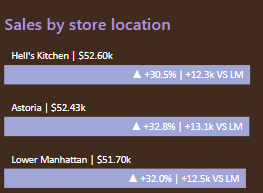 Sales by store location
Hell's Kitchen | $52.60k
▲ +30.5% | +12.3k VS LM
Astoria | $52.43k
▲ +32.8% | +13.1k VS LM
Lower Manhattan | $51.70k
▲ +32.0% | +12.5k VS LM